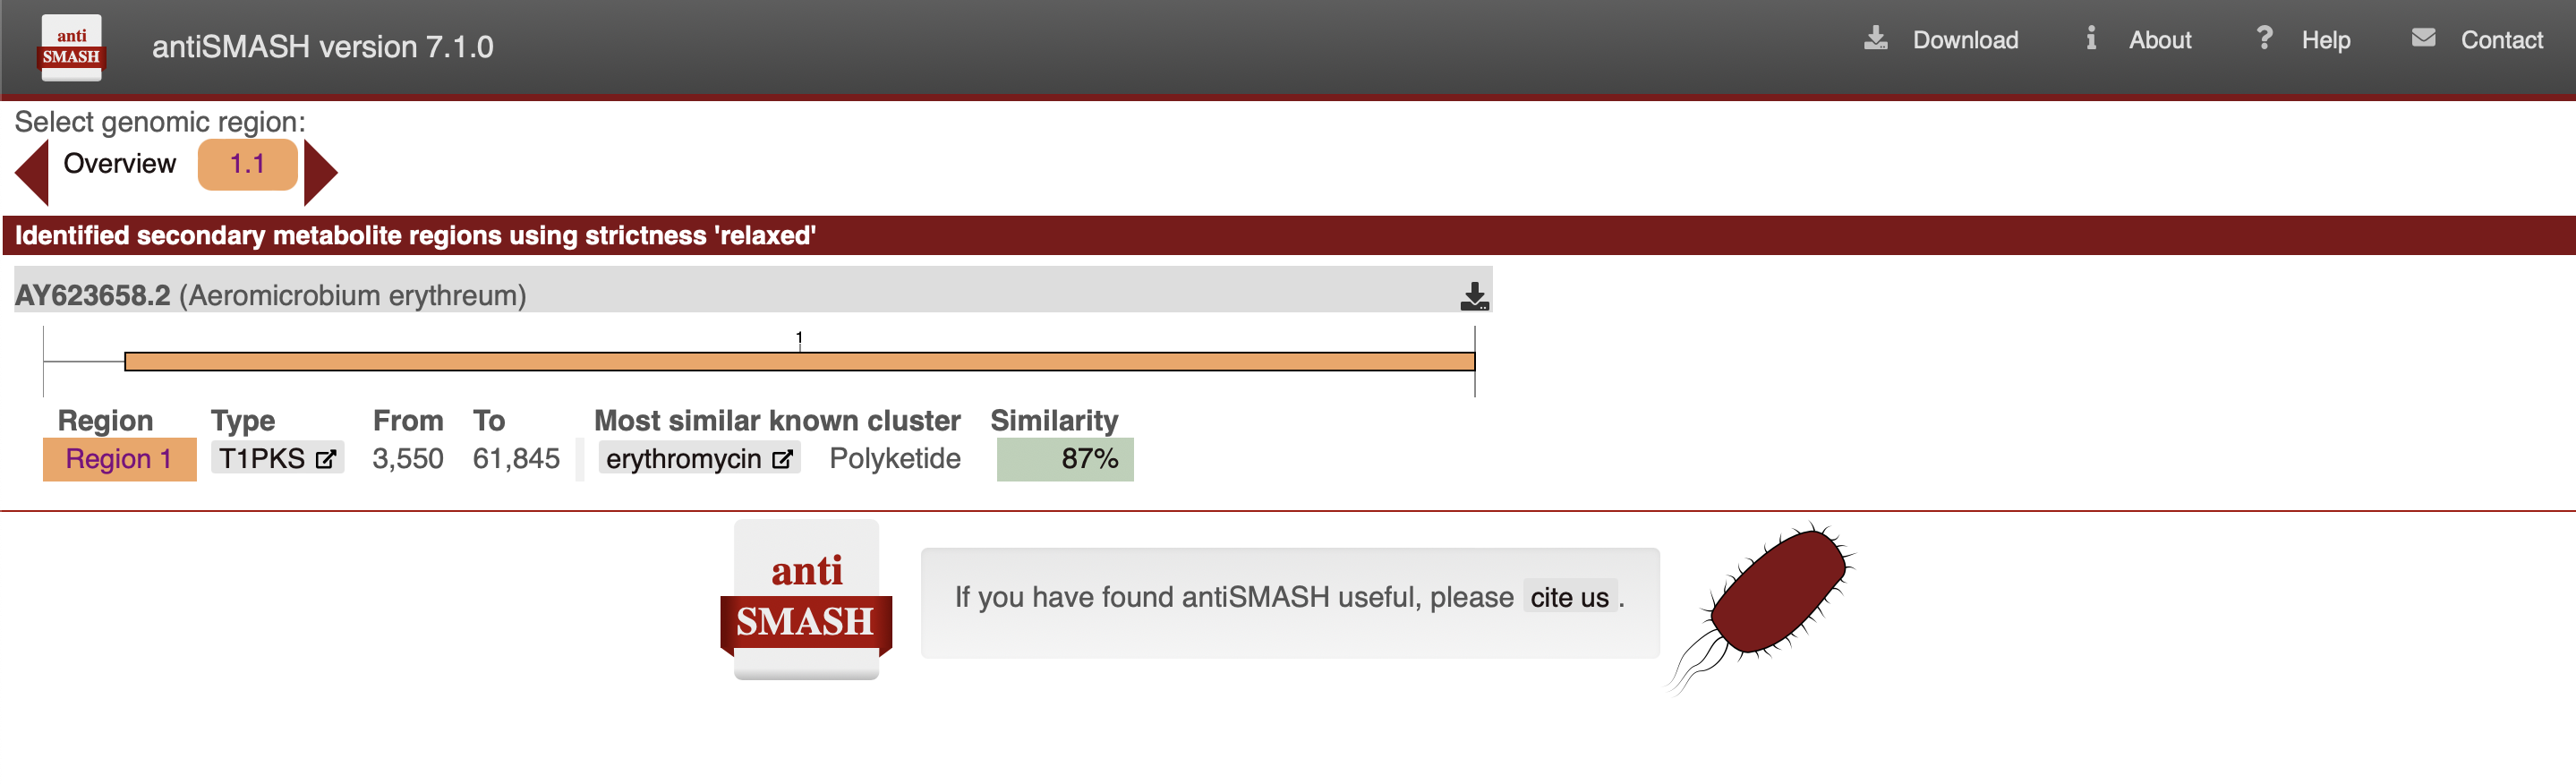 anti
SMASH
antiSMASH version 7.1.0
Download
About
Help
Contact
Select genomic region:
Overview 1.1
Identified secondary metabolite regions using strictness 'relaxed'
AY623658.2 (Aeromicrobium erythreum)
1
Region Type From To Most similar known cluster Similarity
Region 1 T1PKS 3,550 61,845 erythromycin Polyketide 87%
anti
SMASH
If you have found antiSMASH useful, please cite us .